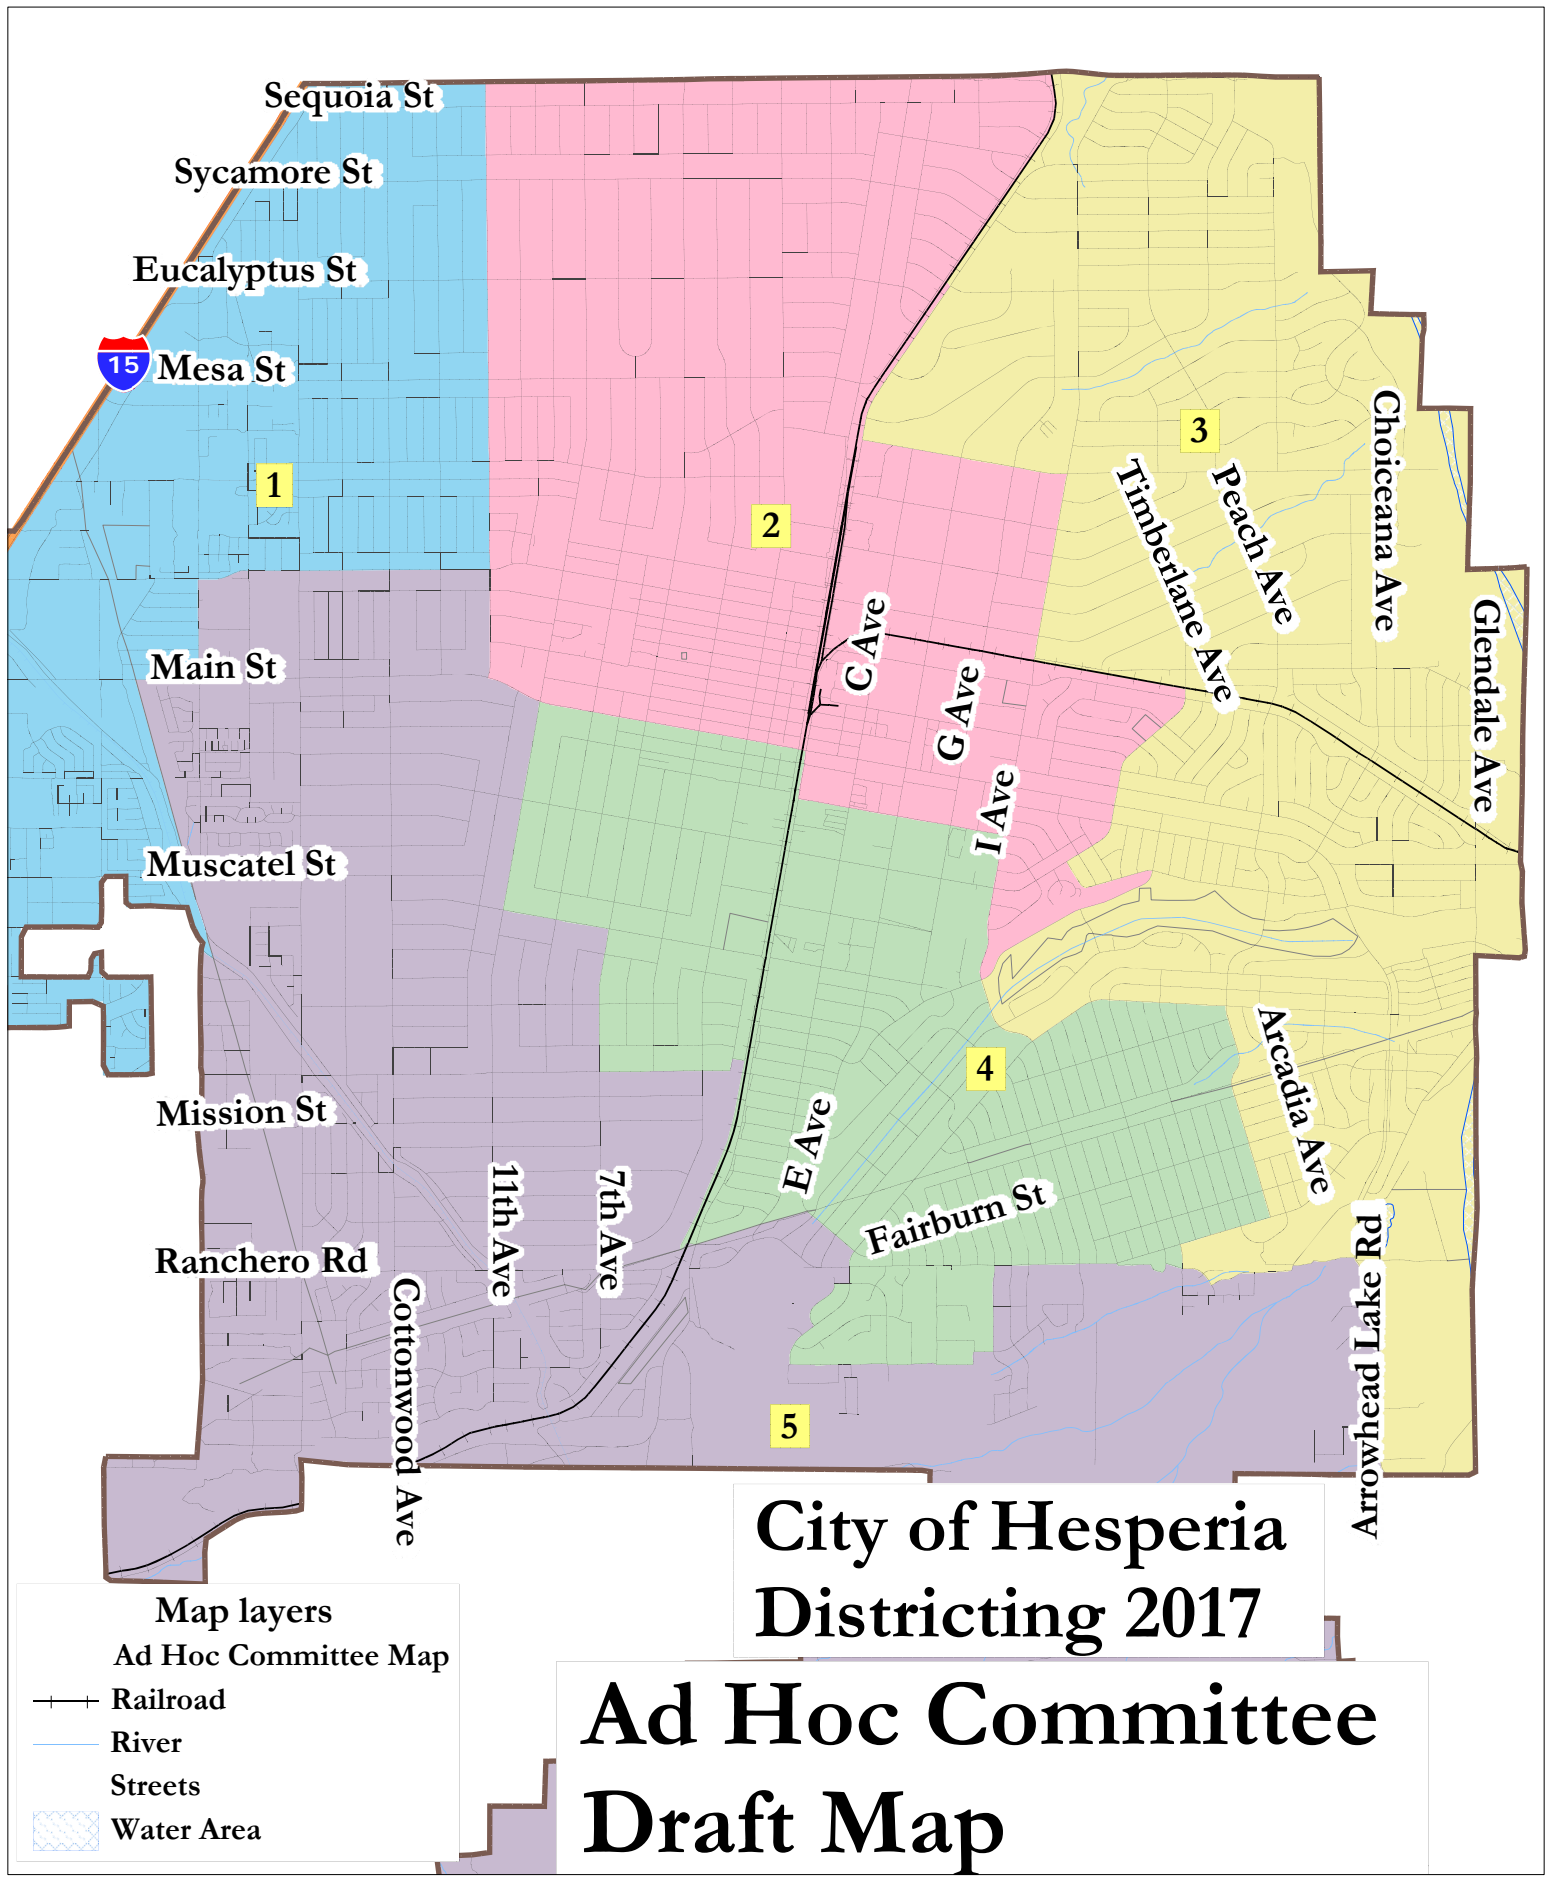 Sequoia St
Sycamore St
Eucalyptus St
15
Mesa St
Choiceana Ave
3
Timberlane Ave
Peach Ave
1
2
C Ave
Glendale Ave
Main St
G Ave
I Ave
Muscatel St
4
Arcadia Ave
Mission St
E Ave
11th Ave
7th Ave
Fairburn St
Ranchero Rd
Arrowhead Lake Rd
Cottonwood Ave
5
City of Hesperia
Districting 2017
Map layers
Ad Hoc Committee Map
Railroad
River
Streets
Water Area
Ad Hoc Committee
Draft Map